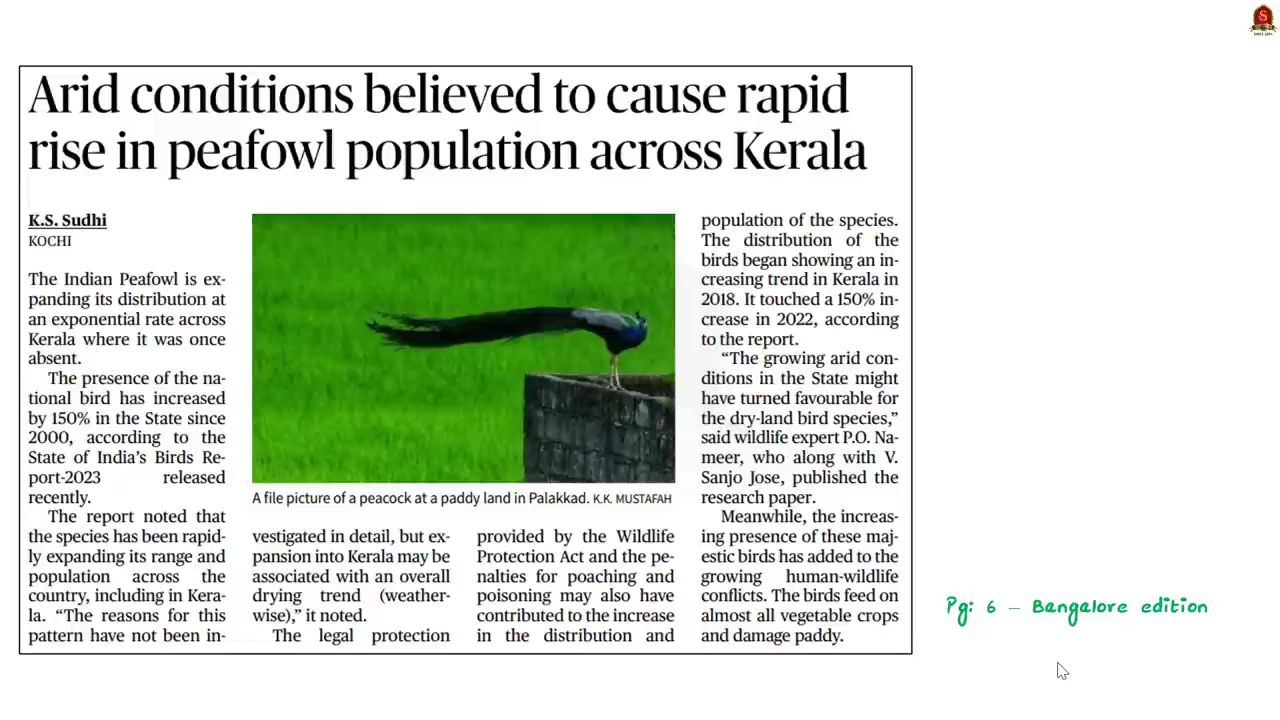 Arid conditions believed to cause rapid
rise in peafowl population across Kerala
K.S. Sudhi
KOCHI
The Indian Peafowl is ex-
panding its distribution at
an exponential rate across
Kerala where it was once
absent.
The presence of the na-
tional bird has increased
by 150% in the State since
2000, according to the
State of India's Birds Re-
port-2023 released
recently.
The report noted that
the species has been rapid-
ly expanding its range and
population across the
country, including in Kera-
la. “The reasons for this
pattern have not been in-
A file picture of a peacock at a paddy land in Palakkad. K.K. MUSTAFAH
vestigated in detail, but ex-
pansion into Kerala may be
associated with an overall
drying trend (weather-
wise),” it noted.
The legal protection
provided by the Wildlife
Protection Act and the pe-
nalties for poaching and
poisoning may also have
contributed to the increase
in the distribution and
population of the species.
The distribution of the
birds began showing an in-
creasing trend in Kerala in
2018. It touched a 150% in-
crease in 2022, according
to the report.
“The growing arid con-
ditions in the State might
have turned favourable for
the dry-land bird species,”
said wildlife expert P.O. Na-
meer, who along with V.
Sanjo Jose, published the
research paper.
Meanwhile, the increas-
ing presence of these maj-
estic birds has added to the
growing human-wildlife
conflicts. The birds feed on
almost all vegetable crops
and damage paddy.
Pg: 6 – Bangalore edition